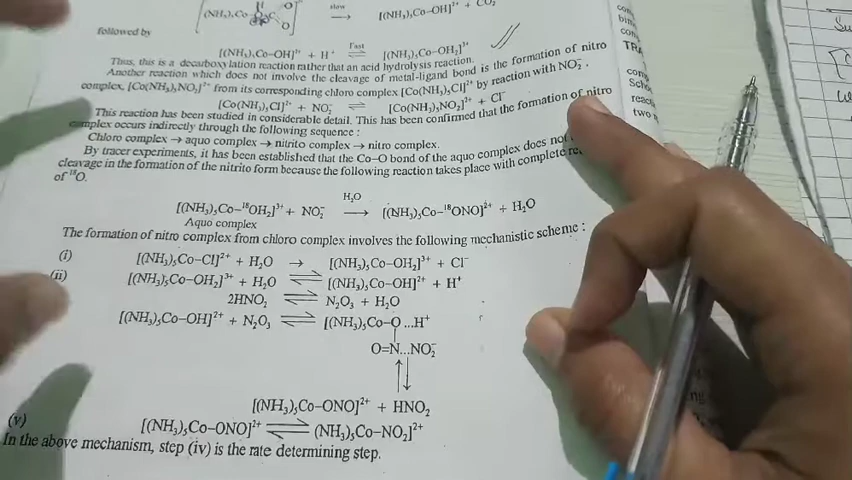 [(NH₃)₅Co
slow
→
[(NH₃)₅Co-OH]²⁺ + CO₂
followed by
[(NH₃)₅Co-OH]²⁺ + H⁺ Fast ⇌ [(NH₃)₅Co-OH₂]³⁺
Thus, this is a decarboxylation reaction rather that an acid hydrolysis reaction.
Another reaction which does not involve the cleavage of metal-ligand bond is the formation of nitro
complex, [Co(NH₃)₅NO₂]²⁺ from its corresponding chloro complex [Co(NH₃)₅Cl]²⁺ by reaction with NO₂⁻.
[Co(NH₃)₅Cl]²⁺ + NO₂⁻ ⇌ [Co(NH₃)₅NO₂]²⁺ + Cl⁻
This reaction has been studied in considerable detail. This has been confirmed that the formation of nitro
complex occurs indirectly through the following sequence :
Chloro complex → aquo complex → nitrito complex → nitro complex.
By tracer experiments, it has been established that the Co–O bond of the aquo complex does
cleavage in the formation of the nitrito form because the following reaction takes place with complete
of ¹⁸O.
[(NH₃)₅Co-¹⁸OH₂]³⁺ + NO₂⁻ H₂O → [(NH₃)₅Co-¹⁸ONO]²⁺ + H₂O
Aquo complex
The formation of nitro complex from chloro complex involves the following mechanistic scheme :
(i) [(NH₃)₅Co-Cl]²⁺ + H₂O → [(NH₃)₅Co-OH₂]³⁺ + Cl⁻
(ii) [(NH₃)₅Co-OH₂]³⁺ + H₂O ⇌ [(NH₃)₅Co-OH]²⁺ + H⁺
2HNO₂ ⇌ N₂O₃ + H₂O
[(NH₃)₅Co-OH]²⁺ + N₂O₃ ⇌ [(NH₃)₅Co-O...H⁺
O=N...NO₂⁻
[(NH₃)₅Co-ONO]²⁺ + HNO₂
(v) [(NH₃)₅Co-ONO]²⁺ ⇌ (NH₃)₅Co-NO₂]²⁺
In the above mechanism, step (iv) is the rate determining step.